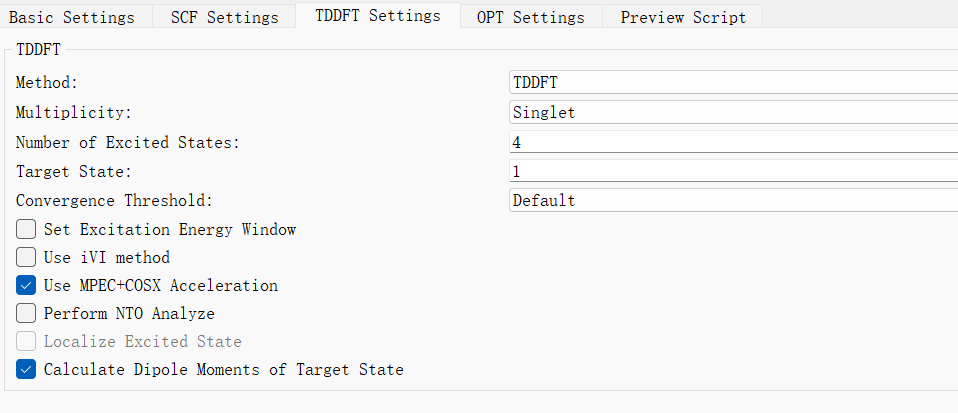 Basic Settings SCF Settings TDDFT Settings OPT Settings Preview Script
TDDFT
Method: TDDFT
Multiplicity: Singlet
Number of Excited States: 4
Target State: 1
Convergence Threshold: Default
Set Excitation Energy Window
Use iVI method
Use MPEC+COSX Acceleration
Perform NTO Analyze
Localize Excited State
Calculate Dipole Moments of Target State